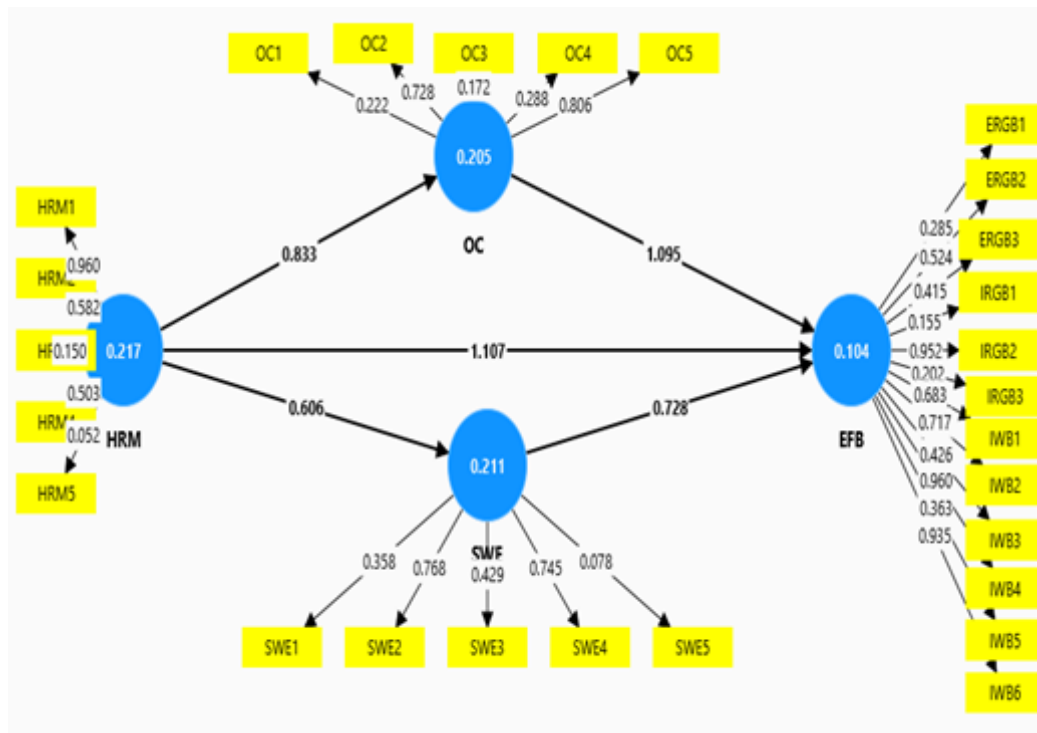 OC1
OC2
OC3
OC4
OC5
0.222
0.728
0.172
0.288
0.806
0.205
OC
HRM1
0.960
0.582
0.150
0.503
0.052
HRM5
0.217
HRM
0.833
1.095
1.107
0.606
0.728
0.211
SWE
0.358
0.768
0.429
0.745
0.078
SWE1
SWE2
SWE3
SWE4
SWE5
0.104
EFB
0.285
0.524
0.415
0.155
0.952
0.202
0.683
0.717
0.426
0.960
0.363
0.935
ERGB1
ERGB2
ERGB3
IRGB1
IRGB2
IRGB3
IWB1
IWB2
IWB3
IWB4
IWB5
IWB6